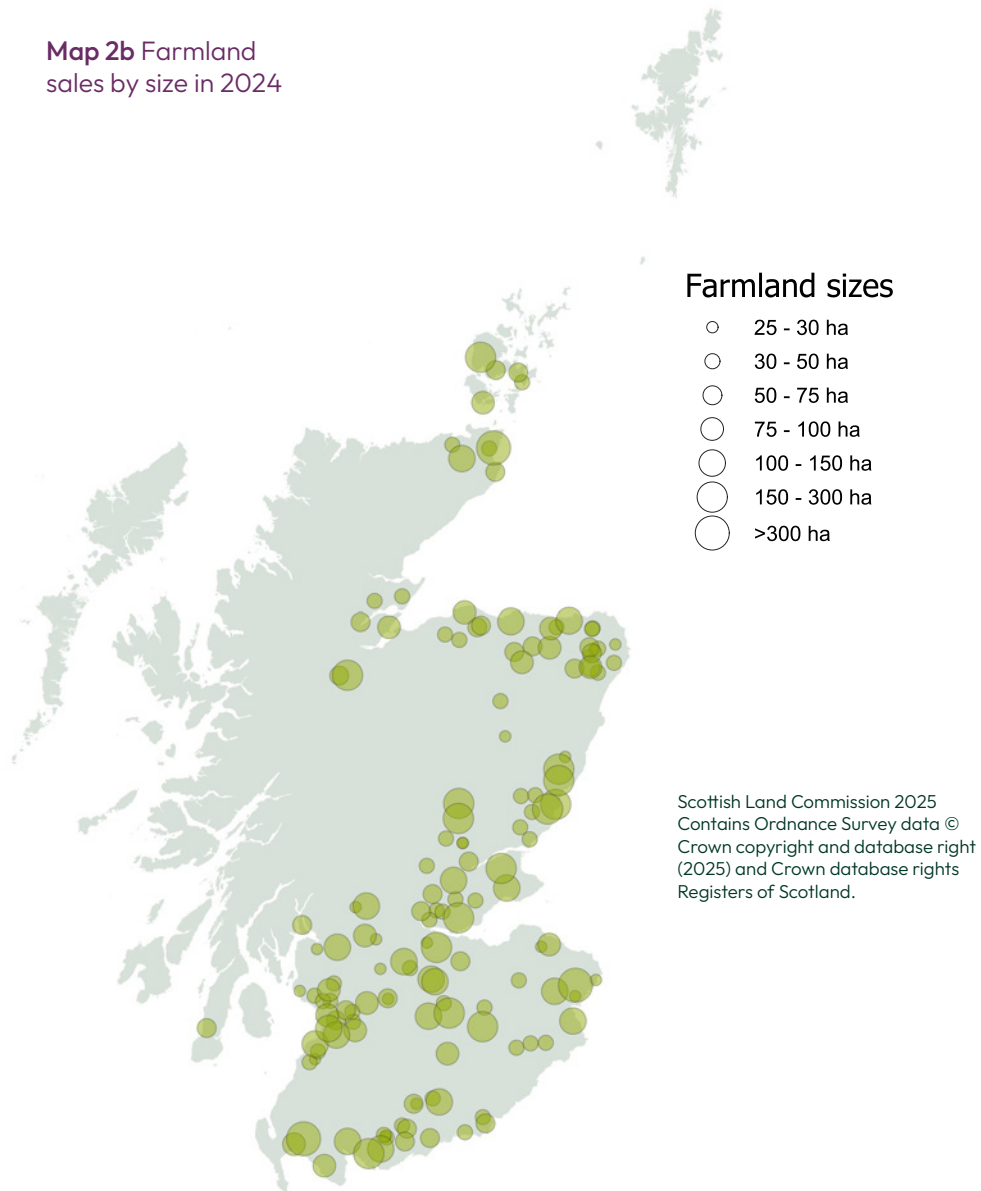 Map 2b Farmland
sales by size in 2024
Farmland sizes
25 - 30 ha
30 - 50 ha
50 - 75 ha
75 - 100 ha
100 - 150 ha
150 - 300 ha
>300 ha
Scottish Land Commission 2025
Contains Ordnance Survey data ©
Crown copyright and database right
(2025) and Crown database rights
Registers of Scotland.